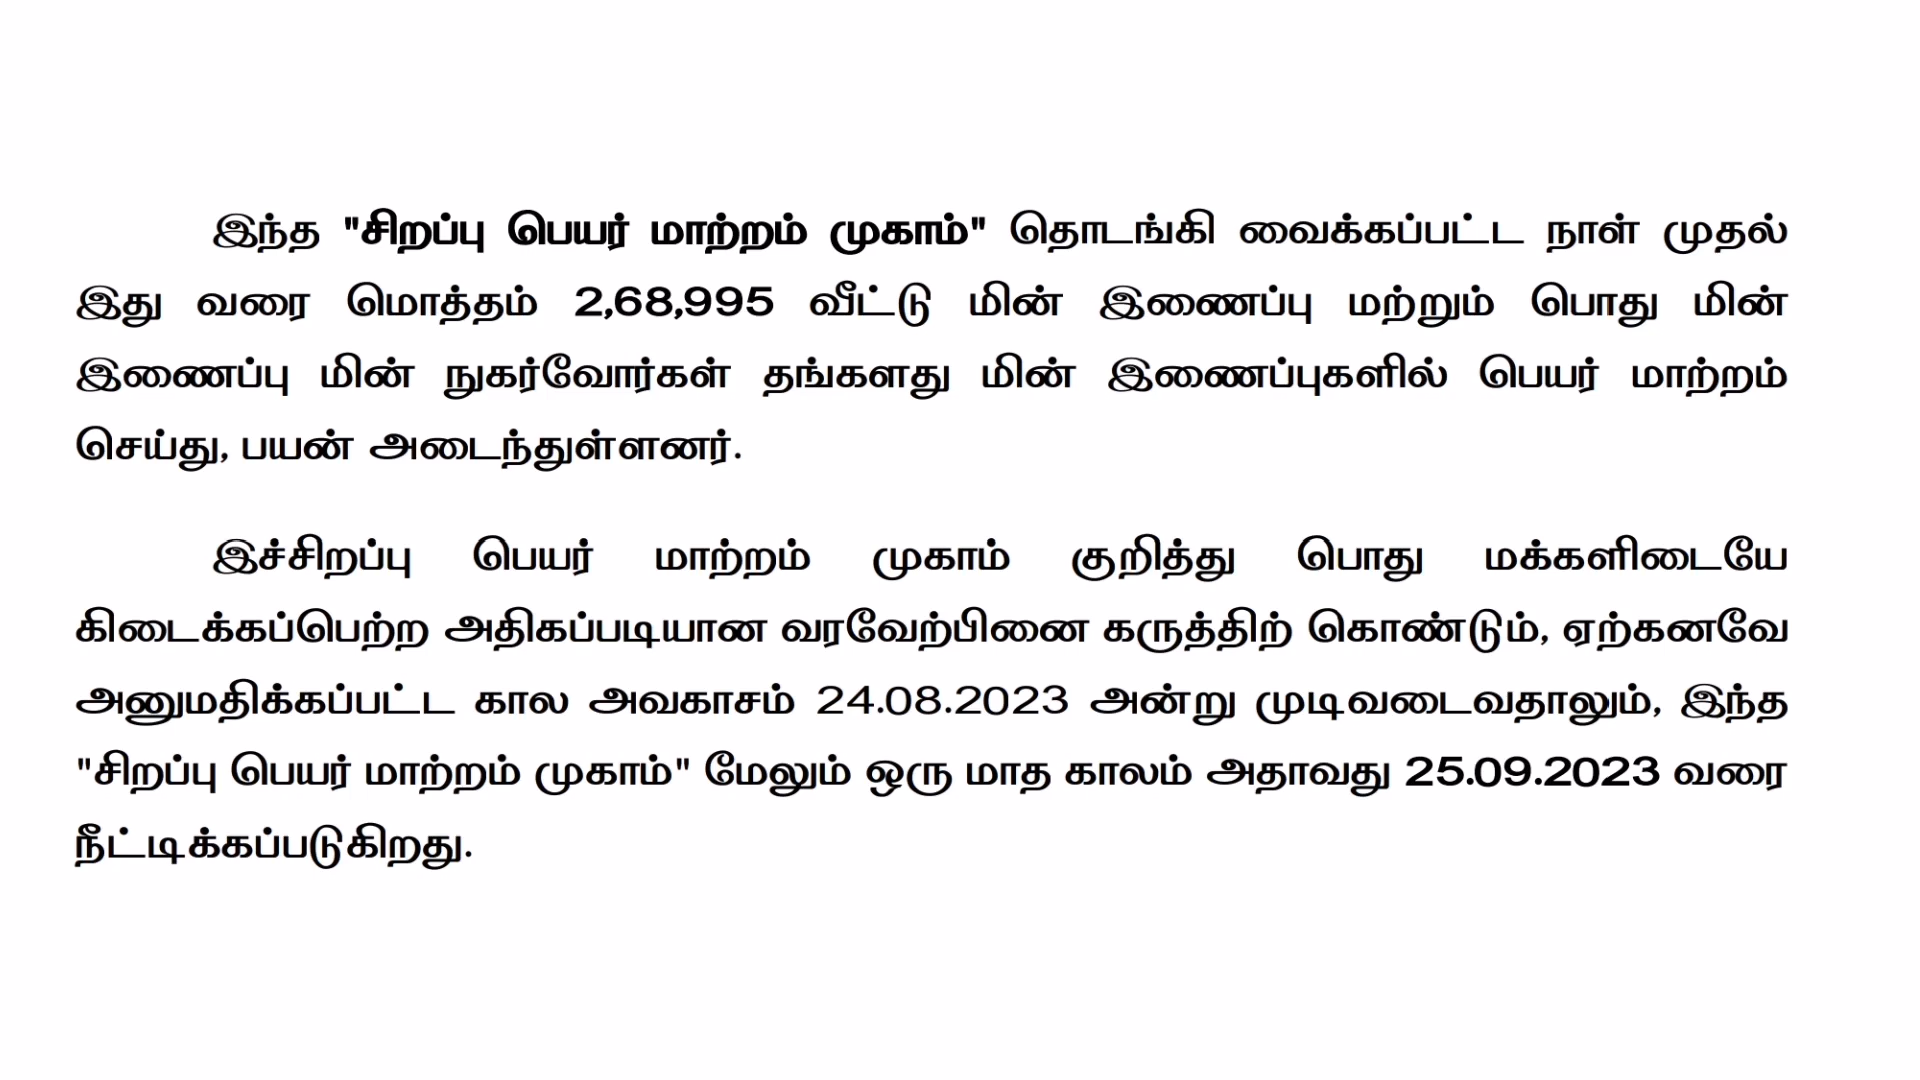 இந்த "சிறப்பு பெயர் மாற்றம் முகாம்" தொடங்கி வைக்கப்பட்ட நாள் முதல்
இது வரை மொத்தம் 2,68,995 வீட்டு மின் இணைப்பு மற்றும் பொது மின்
இணைப்பு மின் நுகர்வோர்கள் தங்களது மின் இணைப்புகளில் பெயர் மாற்றம்
செய்து, பயன் அடைந்துள்ளனர்.
இச்சிறப்பு பெயர் மாற்றம் முகாம் குறித்து பொது மக்களிடையே
கிடைக்கப்பெற்ற அதிகப்படியான வரவேற்பினை கருத்திற் கொண்டும், ஏற்கனவே
அனுமதிக்கப்பட்ட கால அவகாசம் 24.08.2023 அன்று முடிவடைவதாலும், இந்த
"சிறப்பு பெயர் மாற்றம் முகாம்" மேலும் ஒரு மாத காலம் அதாவது 25.09.2023 வரை
நீட்டிக்கப்படுகிறது.